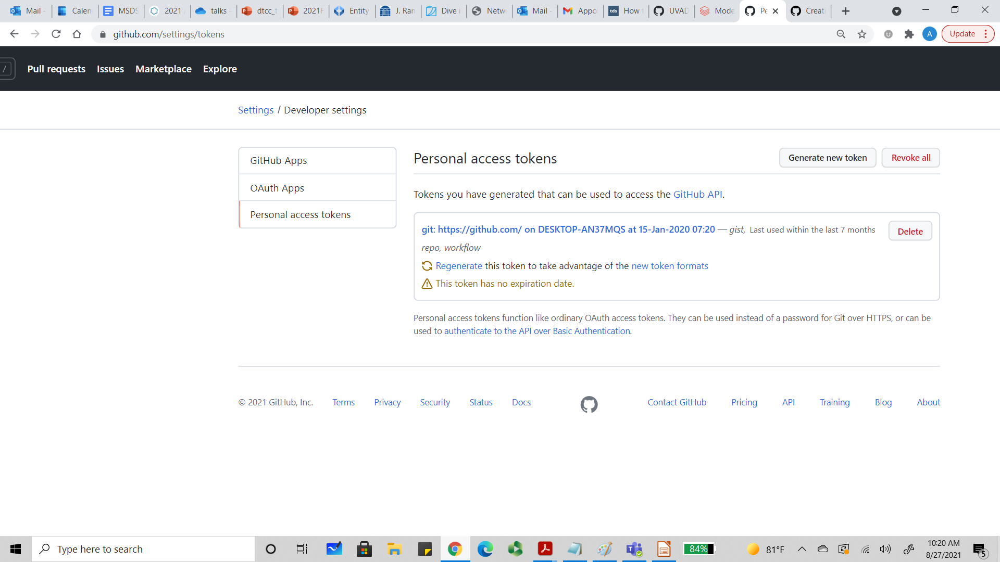 Mail - Calen MSDS 2021 talks - dtcc_t 2021F Entity J. Ran Dive i Netw Mail - Appo tds How t UVAD Mode Pe Creati
github.com/settings/tokens A Update
/ Pull requests Issues Marketplace Explore
Settings / Developer settings
GitHub Apps
OAuth Apps
Personal access tokens
Personal access tokens Generate new token Revoke all
Tokens you have generated that can be used to access the GitHub API.
git: https://github.com/ on DESKTOP-AN37MQS at 15-Jan-2020 07:20 — gist, Last used within the last 7 months Delete
repo, workflow
Regenerate this token to take advantage of the new token formats
This token has no expiration date.
Personal access tokens function like ordinary OAuth access tokens. They can be used instead of a password for Git over HTTPS, or can be
used to authenticate to the API over Basic Authentication.
© 2021 GitHub, Inc. Terms Privacy Security Status Docs Contact GitHub Pricing API Training Blog About
Type here to search 84% 81°F 10:20 AM
8/27/2021 5